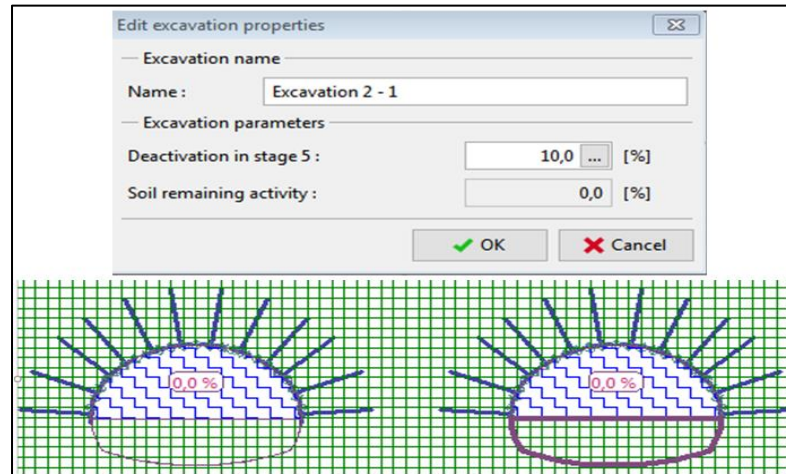 Edit excavation properties
Excavation name
Name : Excavation 2 - 1
Excavation parameters
Deactivation in stage 5 : 10,0 ... [%]
Soil remaining activity : 0,0 [%]
OK Cancel
0,0 % 0,0 %